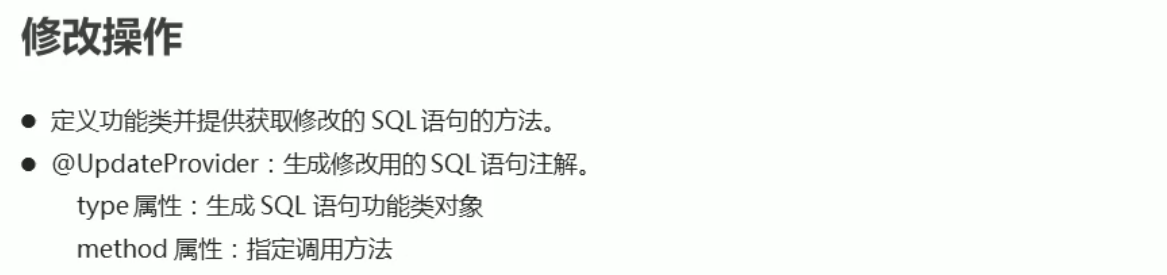 修改操作
● 定义功能类并提供获取修改的 SQL 语句的方法。
● @UpdateProvider：生成修改用的 SQL 语句注解。
type 属性：生成 SQL 语句功能类对象
method 属性：指定调用方法